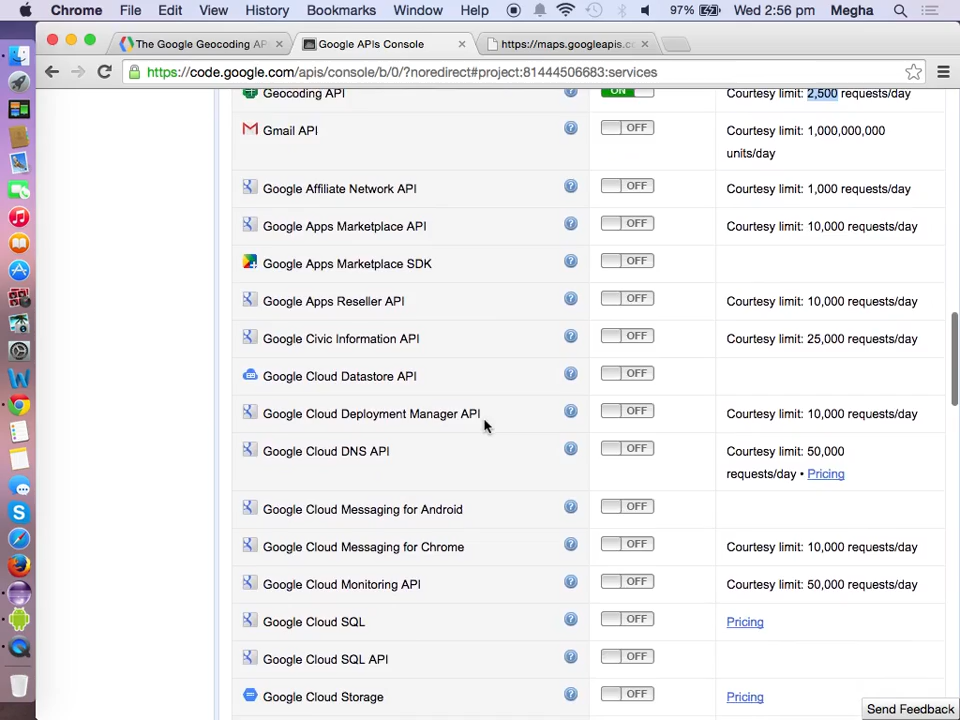 Chrome File Edit View History Bookmarks Window Help 97% Wed 2:56 pm Megha
The Google Geocoding AP Google APIs Console https://maps.googleapis.c
https://code.google.com/apis/console/b/0/?noredirect#project:81444506683:services
Geocoding API ON Courtesy limit: 2,500 requests/day
Gmail API OFF Courtesy limit: 1,000,000,000
units/day
Google Affiliate Network API OFF Courtesy limit: 1,000 requests/day
Google Apps Marketplace API OFF Courtesy limit: 10,000 requests/day
Google Apps Marketplace SDK OFF
Google Apps Reseller API OFF Courtesy limit: 10,000 requests/day
Google Civic Information API OFF Courtesy limit: 25,000 requests/day
Google Cloud Datastore API OFF
Google Cloud Deployment Manager API OFF Courtesy limit: 10,000 requests/day
Google Cloud DNS API OFF Courtesy limit: 50,000
requests/day • Pricing
Google Cloud Messaging for Android OFF
Google Cloud Messaging for Chrome OFF Courtesy limit: 10,000 requests/day
Google Cloud Monitoring API OFF Courtesy limit: 50,000 requests/day
Google Cloud SQL OFF Pricing
Google Cloud SQL API OFF
Google Cloud Storage OFF Pricing
Send Feedback